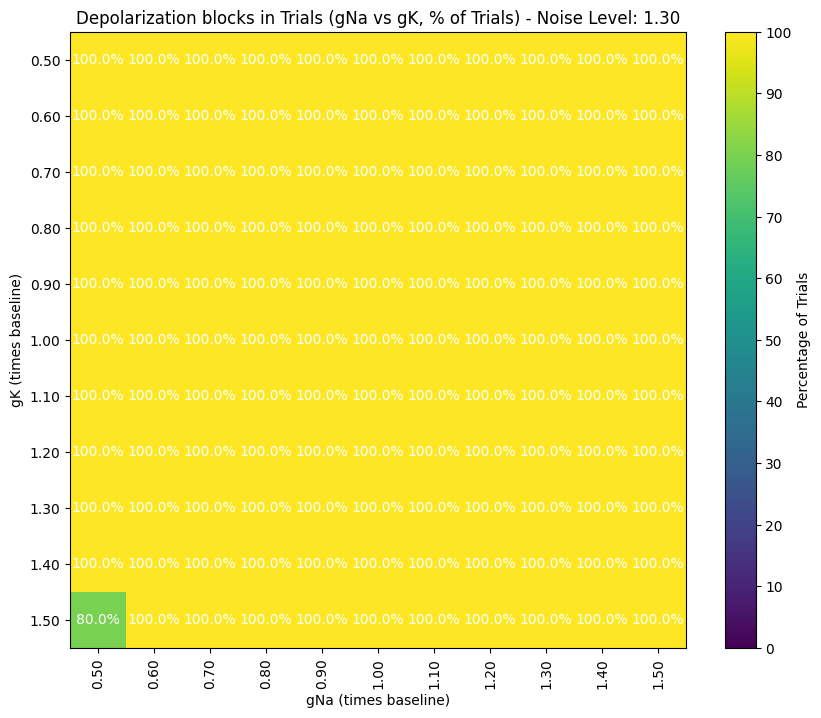 Depolarization blocks in Trials (gNa vs gK, % of Trials) - Noise Level: 1.30
0.50 100.0% 100.0% 100.0% 100.0% 100.0% 100.0% 100.0% 100.0% 100.0% 100.0% 100.0%
0.60 100.0% 100.0% 100.0% 100.0% 100.0% 100.0% 100.0% 100.0% 100.0% 100.0% 100.0%
0.70 100.0% 100.0% 100.0% 100.0% 100.0% 100.0% 100.0% 100.0% 100.0% 100.0% 100.0%
0.80 100.0% 100.0% 100.0% 100.0% 100.0% 100.0% 100.0% 100.0% 100.0% 100.0% 100.0%
0.90 100.0% 100.0% 100.0% 100.0% 100.0% 100.0% 100.0% 100.0% 100.0% 100.0% 100.0%
1.00 100.0% 100.0% 100.0% 100.0% 100.0% 100.0% 100.0% 100.0% 100.0% 100.0% 100.0%
1.10 100.0% 100.0% 100.0% 100.0% 100.0% 100.0% 100.0% 100.0% 100.0% 100.0% 100.0%
1.20 100.0% 100.0% 100.0% 100.0% 100.0% 100.0% 100.0% 100.0% 100.0% 100.0% 100.0%
1.30 100.0% 100.0% 100.0% 100.0% 100.0% 100.0% 100.0% 100.0% 100.0% 100.0% 100.0%
1.40 100.0% 100.0% 100.0% 100.0% 100.0% 100.0% 100.0% 100.0% 100.0% 100.0% 100.0%
1.50 80.0% 100.0% 100.0% 100.0% 100.0% 100.0% 100.0% 100.0% 100.0% 100.0% 100.0%
gK (times baseline)
0.50 0.60 0.70 0.80 0.90 1.00 1.10 1.20 1.30 1.40 1.50
gNa (times baseline)
100
90
80
70
60
50
40
30
20
10
0
Percentage of Trials